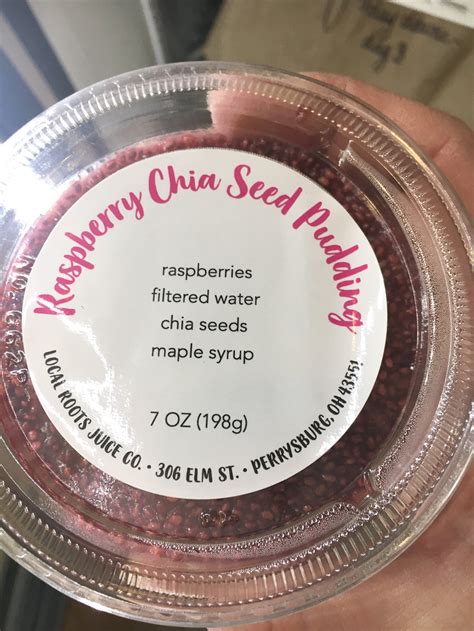 Raspberry Chia Seed Pudding
raspberries
filtered water
chia seeds
maple syrup
7 OZ (198g)
LOCAL ROOTS JUICE CO. • 306 ELM ST. • PERRYSBURG, OH 43551